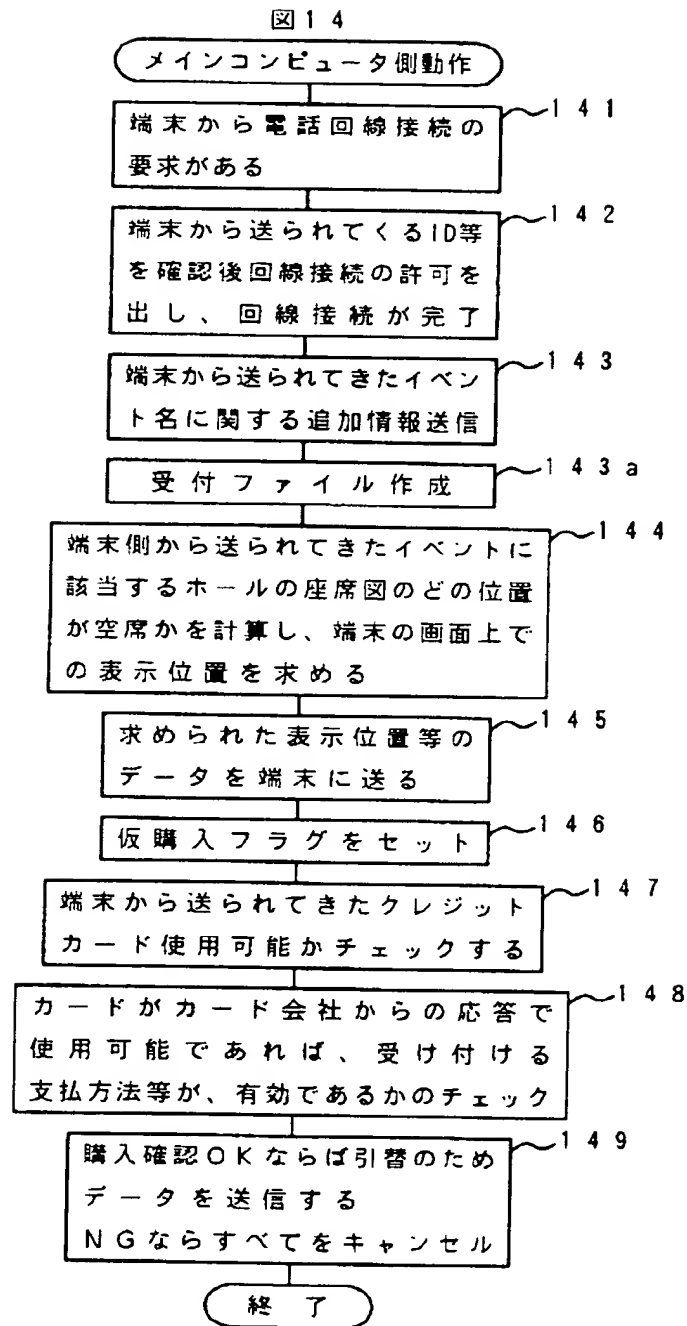 図14
メインコンピュータ側動作
141
端末から電話回線接続の
要求がある
142
端末から送られてくるID等
を確認後回線接続の許可を
出し、回線接続が完了
143
端末から送られてきたイベン
ト名に関する追加情報送信
143a
受付ファイル作成
144
端末側から送られてきたイベントに
該当するホールの座席図のどの位置
が空席かを計算し、端末の画面上で
の表示位置を求める
145
求められた表示位置等の
データを端末に送る
146
仮購入フラグをセット
147
端末から送られてきたクレジット
カード使用可能かチェックする
148
カードがカード会社からの応答で
使用可能であれば、受け付ける
支払方法等が、有効であるかのチェック
149
購入確認OKならば引替のため
データを送信する
NGならすべてをキャンセル
終了